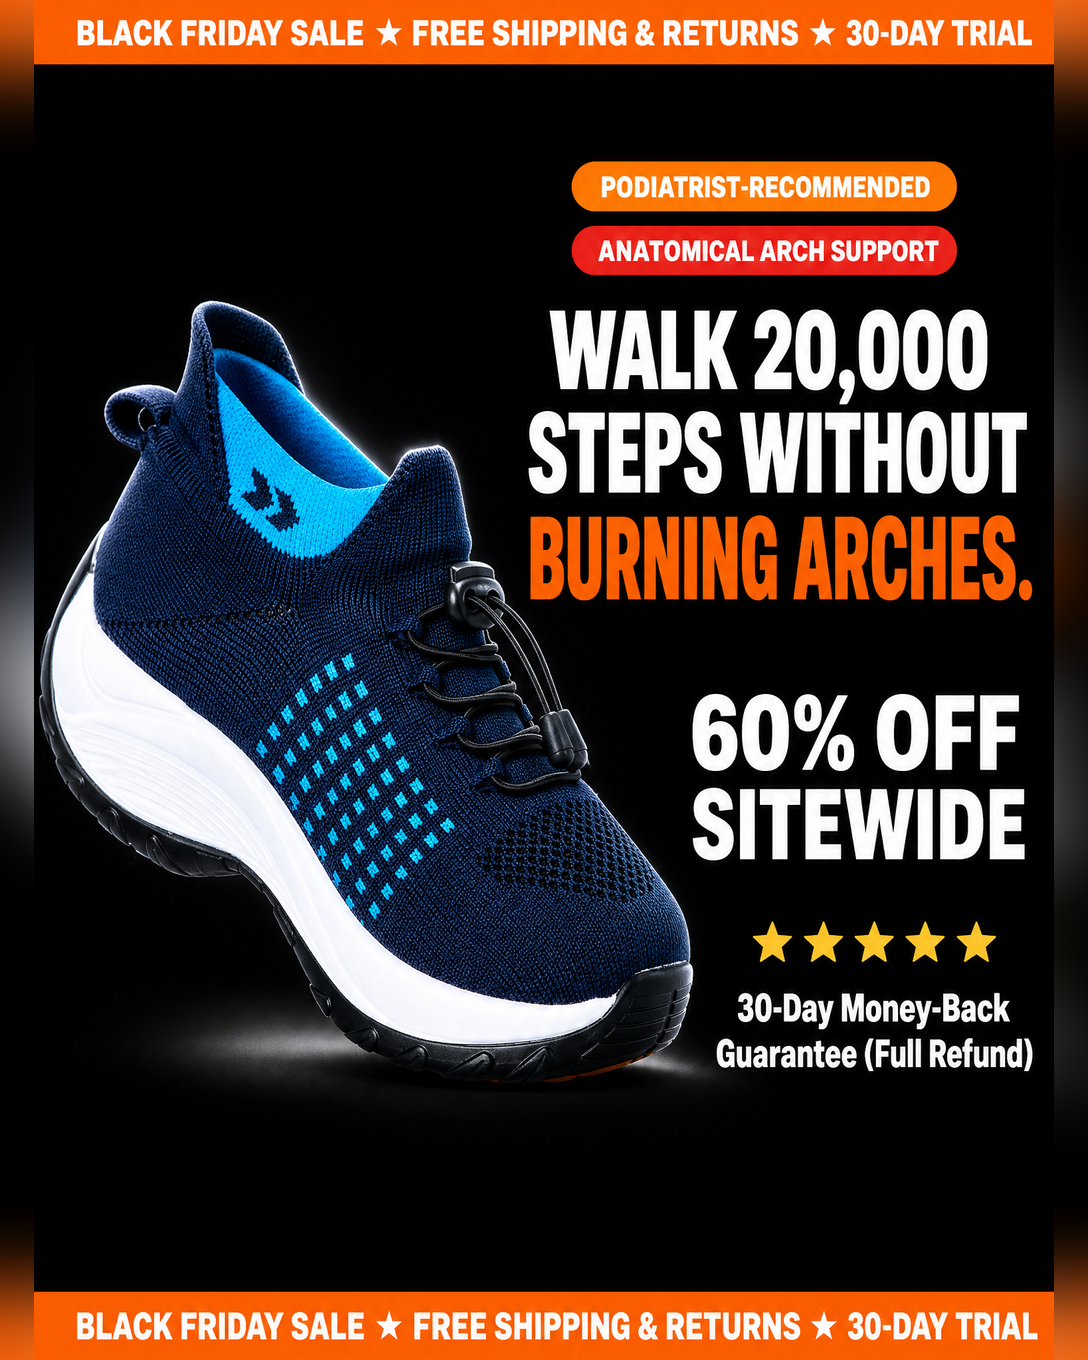 BLACK FRIDAY SALE ★ FREE SHIPPING & RETURNS ★ 30-DAY TRIAL
PODIATRIST-RECOMMENDED
ANATOMICAL ARCH SUPPORT
WALK 20,000
STEPS WITHOUT
BURNING ARCHES.
60% OFF
SITEWIDE
30-Day Money-Back
Guarantee (Full Refund)
BLACK FRIDAY SALE ★ FREE SHIPPING & RETURNS ★ 30-DAY TRIAL